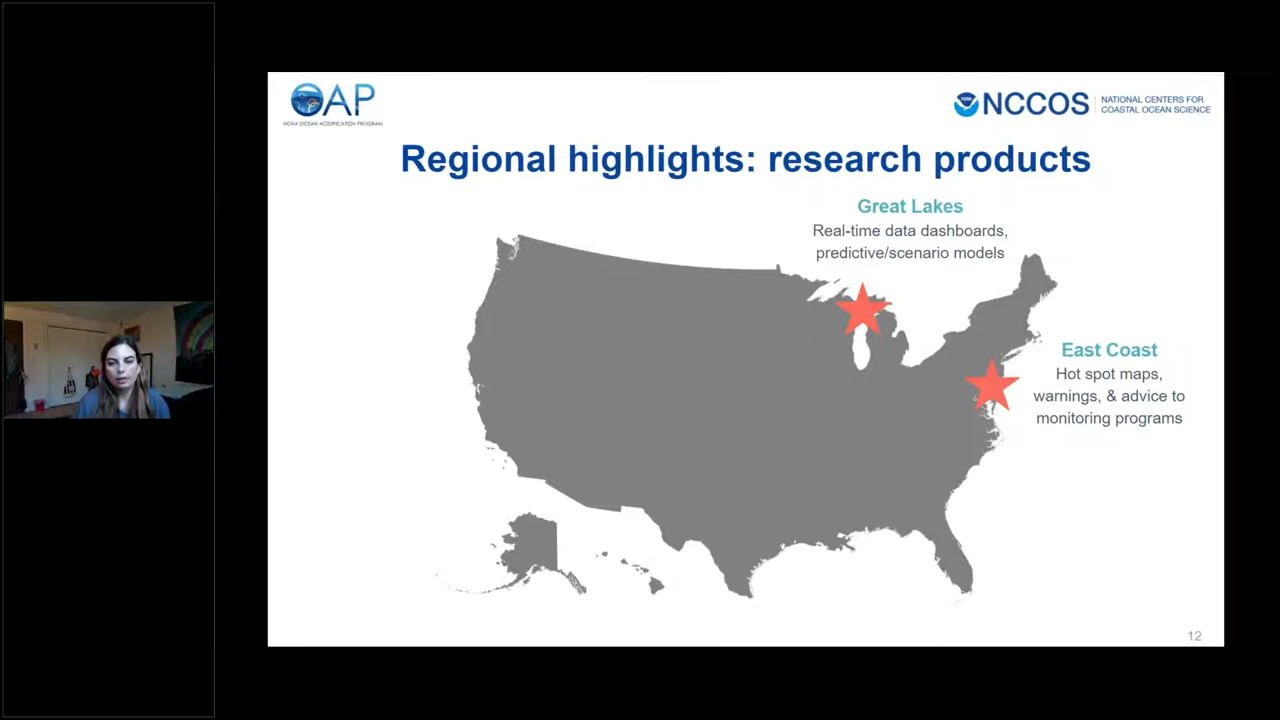 OAP
NOAA OCEAN ACIDIFICATION PROGRAM
NCCOS
NATIONAL CENTERS FOR
COASTAL OCEAN SCIENCE
Regional highlights: research products
Great Lakes
Real-time data dashboards,
predictive/scenario models
East Coast
Hot spot maps,
warnings, & advice to
monitoring programs
12